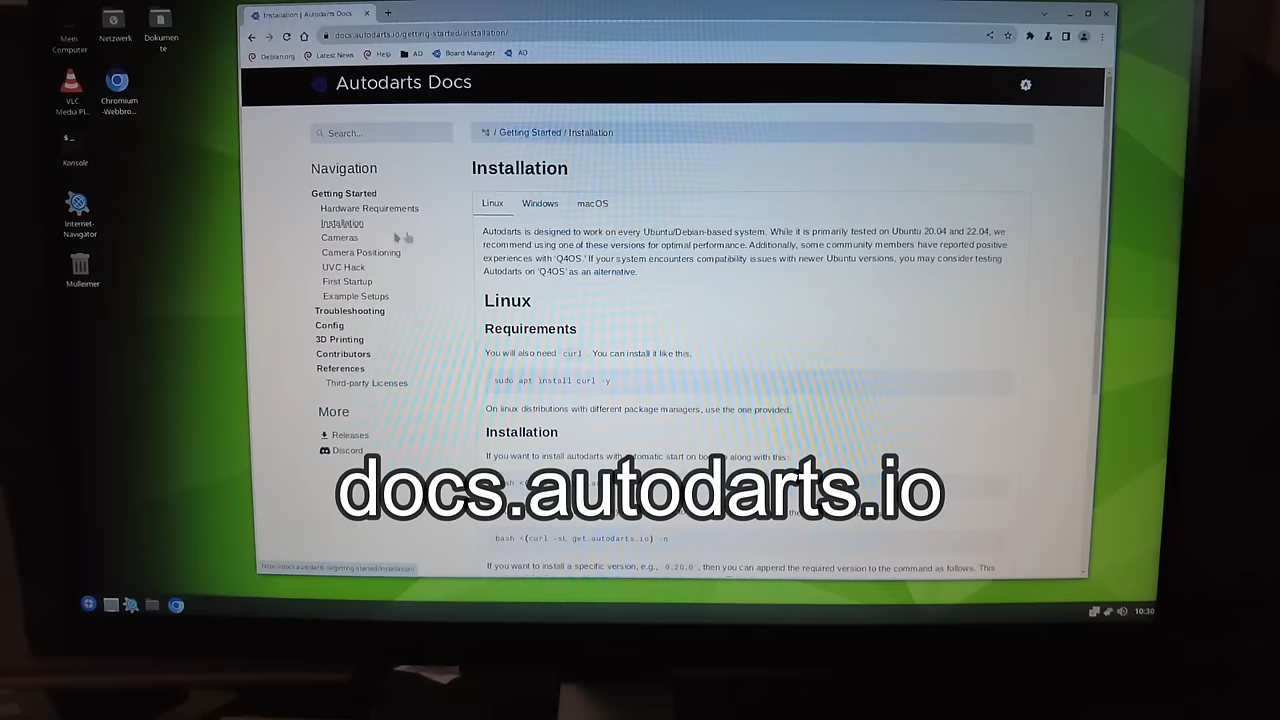 Mein
Computer
Netzwerk
Dokumen
te
VLC
Media Pl...
Chromium
-Webbro...
$_
Konsole
Internet-
Navigator
Mülleimer
Installation | Autodarts Docs
docs.autodarts.io/getting-started/installation/
Debian.org
Latest News
Help
AD
Board Manager
AD
Autodarts Docs
Search...
/ Getting Started / Installation
Navigation
Getting Started
Hardware Requirements
Installation
Cameras
Camera Positioning
UVC Hack
First Startup
Example Setups
Troubleshooting
Config
3D Printing
Contributors
References
Third-party Licenses
More
Releases
Discord
Installation
Linux Windows macOS
Autodarts is designed to work on every Ubuntu/Debian-based system. While it is primarily tested on Ubuntu 20.04 and 22.04, we
recommend using one of these versions for optimal performance. Additionally, some community members have reported positive
experiences with 'Q4OS.' If your system encounters compatibility issues with newer Ubuntu versions, you may consider testing
Autodarts on 'Q4OS' as an alternative.
Linux
Requirements
You will also need curl . You can install it like this.
sudo apt install curl -y
On linux distributions with different package managers, use the one provided.
Installation
If you want to install autodarts with automatic start on along with this:
docs.autodarts.io
bash <(curl -sL get.autodarts.io) -n
If you want to install a specific version, e.g., 0.20.0 , then you can append the required version to the command as follows. This
https://docs.autodarts.io/getting-started/installation/
10:30